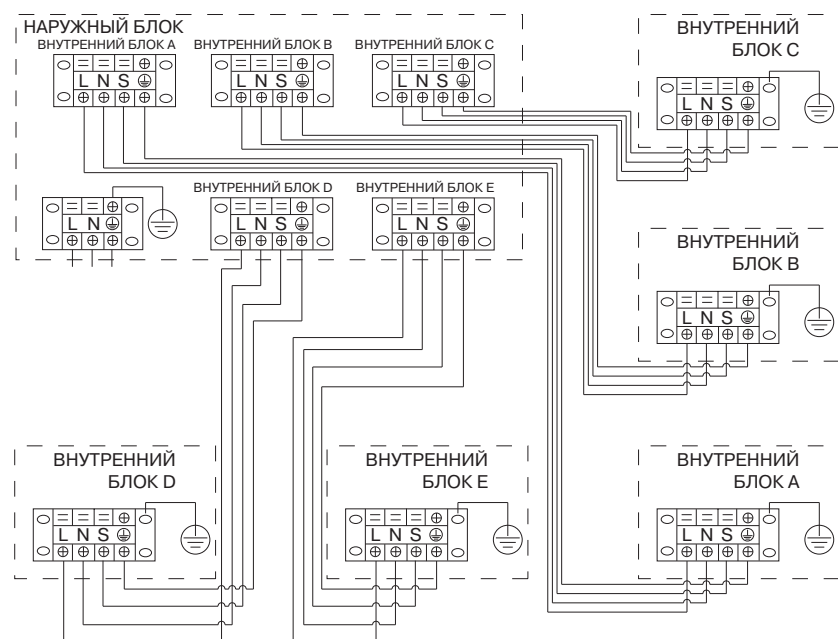 НАРУЖНЫЙ БЛОК
ВНУТРЕННИЙ БЛОК A
ВНУТРЕННИЙ БЛОК B
ВНУТРЕННИЙ БЛОК C
L N S
L N S
L N S
ВНУТРЕННИЙ
БЛОК C
L N S
ВНУТРЕННИЙ БЛОК D
ВНУТРЕННИЙ БЛОК E
L N
L N S
L N S
ВНУТРЕННИЙ
БЛОК B
L N S
ВНУТРЕННИЙ
БЛОК D
L N S
ВНУТРЕННИЙ
БЛОК E
L N S
ВНУТРЕННИЙ
БЛОК A
L N S